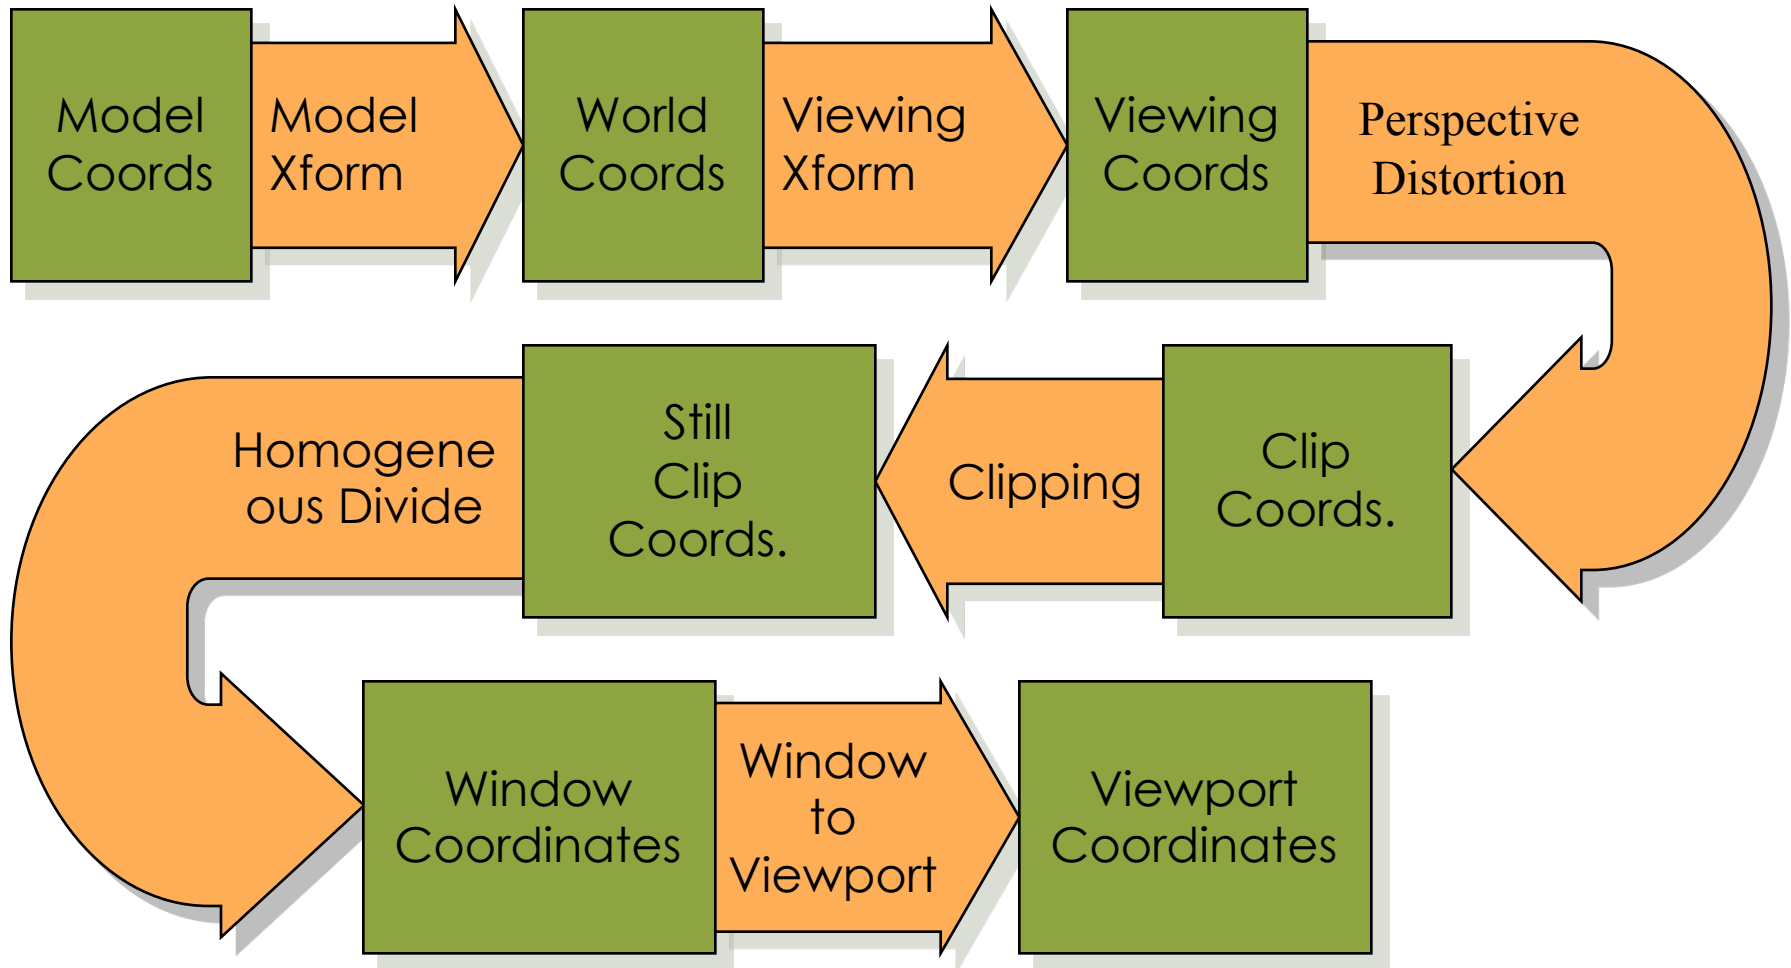 Model
Coords
Model
Xform
World
Coords
Viewing
Xform
Viewing
Coords
Perspective
Distortion
Clip
Coords.
Clipping
Still
Clip
Coords.
Homogene
ous Divide
Window
Coordinates
Window
to
Viewport
Viewport
Coordinates